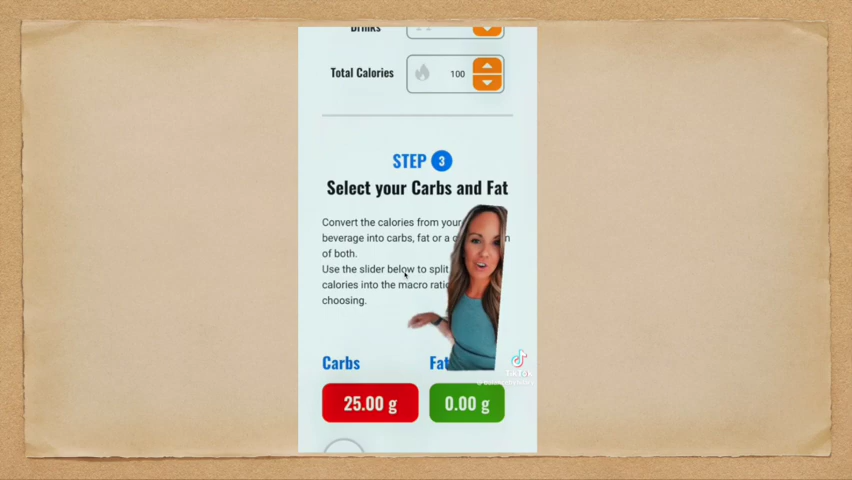 Drinks
Total Calories 100
STEP 3
Select your Carbs and Fat
Convert the calories from your
beverage into carbs, fat or a
of both.
Use the slider below to split
calories into the macro
choosing.
Carbs
25.00 g
0.00 g
TikTok